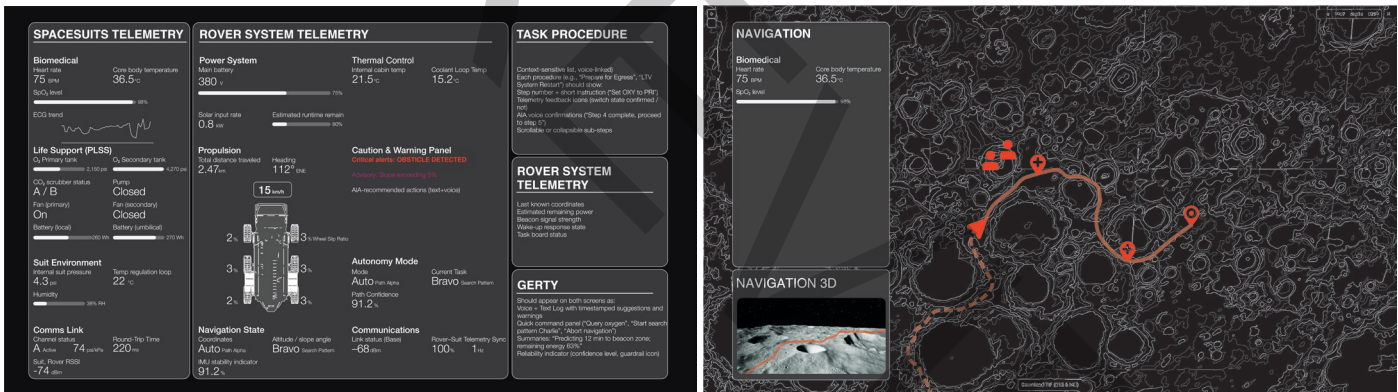 SPACESUITS TELEMETRY
Biomedical
Heart rate
Core body temperature
75 BPM
36.5°C
SpO₂ level
88%
ECG trend
Life Support (PLSS)
O₂ Primary tank
O₂ Secondary tank
2,150 psi
4,270 psi
CO₂ scrubber status
Pump
A / B
Closed
Fan (primary)
Fan (secondary)
On
Closed
Battery (local)
Battery (umbilical)
260 Wh
270 Wh
Suit Environment
Internal suit pressure
Temp regulation loop
4.3 psi
22 °C
Humidity
38% RH
Comms Link
Channel status
Round-Trip Time
A Active
74 psi/kPa
220 ms
Suit, Rover RSSI
-74 dBm
ROVER SYSTEM TELEMETRY
Power System
Main battery
380 V
75%
Solar input rate
Estimated runtime remain
0.8 kW
80%
Thermal Control
Internal cabin temp
Coolant Loop Temp
21.5°C
15.2°C
Propulsion
Total distance traveled
Heading
2.47km
112° ENE
15 km/h
2 %
3 % Wheel Slip Ratio
3 %
3 %
2 %
3 %
Caution & Warning Panel
Critical alerts: OBSTICLE DETECTED
Advisory: Slope exceeding 5%
AIA-recommended actions (text+voice)
Autonomy Mode
Mode
Current Task
Auto Path Alpha
Bravo Search Pattern
Path Confidence
91.2%
Navigation State
Coordinates
Altitude / slope angle
Auto Path Alpha
Bravo Search Pattern
IMU stability indicator
91.2%
Communications
Link status (Base)
Rover-Suit Telemetry Sync
−68 dBm
100%
1 Hz
TASK PROCEDURE
Context-sensitive list, voice-linked)
Each procedure (e.g., "Prepare for Egress", "LTV
System Restart") should show:
Step number + short instruction ("Set OXY to PRI")
Telemetry feedback icons (switch state confirmed /
not)
AIA voice confirmations ("Step 4 complete, proceed
to step 5")
Scrollable or collapsable sub-steps
ROVER SYSTEM
TELEMETRY
Last known coordinates
Estimated remaining power
Beacon signal strength
Wake-up response state
Task board status
GERTY
Should appear on both screens as:
Voice + Text Log with timestamped suggestions and
warnings
Quick command panel ("Query oxygen", "Start search
pattern Charlie", "Abort navigation")
Summaries: "Predicting 12 min to beacon zone;
remaining energy 63%"
Reliability indicator (confidence level, guardrail icon)
NAVIGATION
Biomedical
Heart rate
Core body temperature
75 BPM
36.5°C
SpO₂ level
98%
NAVIGATION 3D